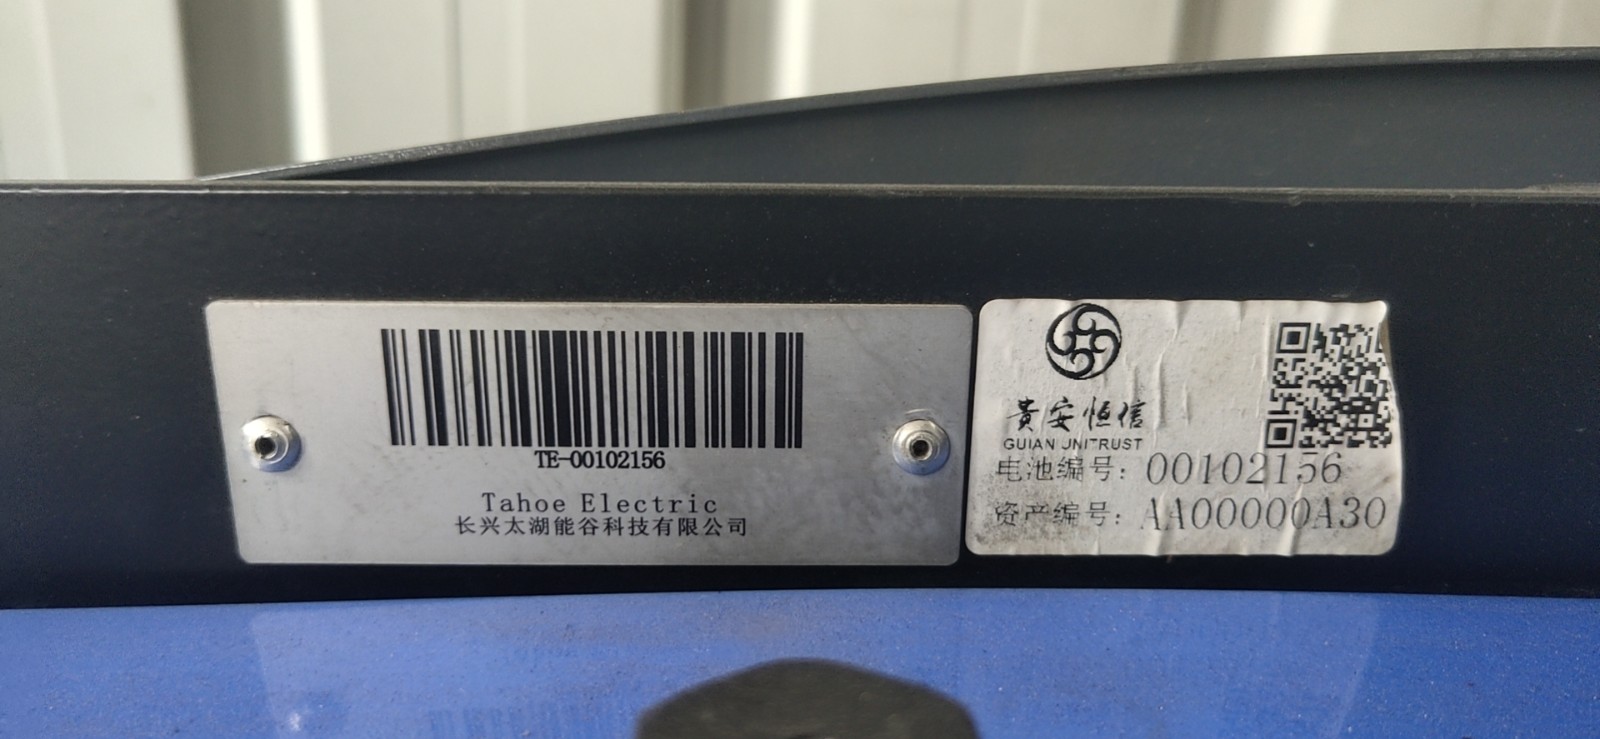 TE-00102156
Tahoe Electric
长兴太湖能谷科技有限公司
貴安恒信
GUIAN UNITRUST
电池编号：00102156
资产编号：AA00000A30